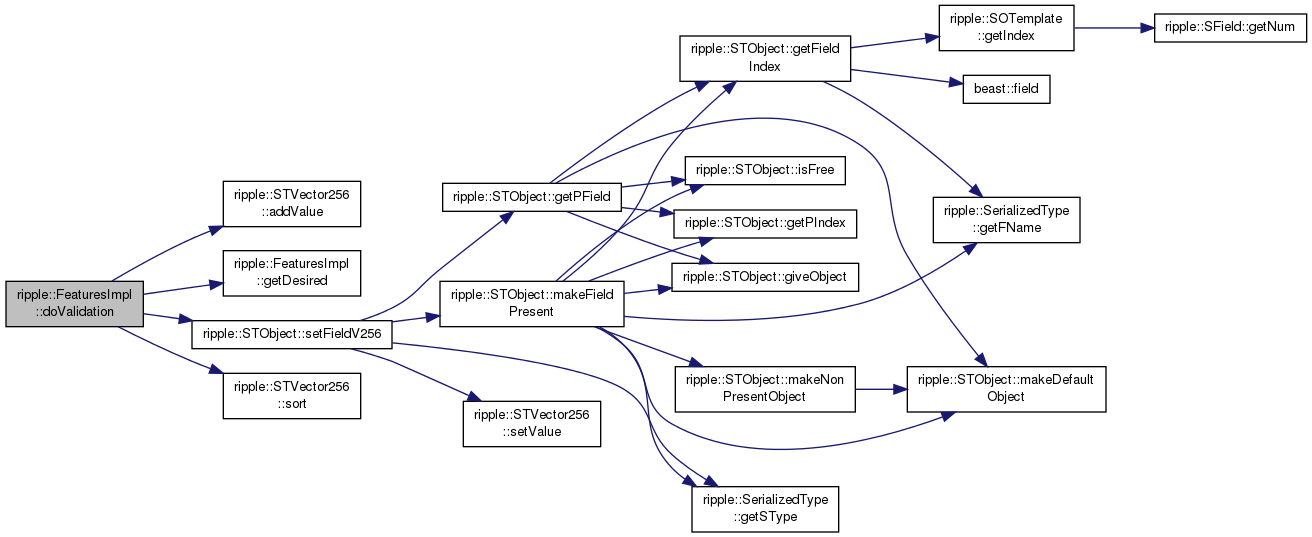 ripple::FeaturesImpl
::doValidation
ripple::STVector256
::addValue
ripple::FeaturesImpl
::getDesired
ripple::STObject::setFieldV256
ripple::STVector256
::sort
ripple::STObject::getPField
ripple::STObject::makeField
Present
ripple::STVector256
::setValue
ripple::STObject::getField
Index
ripple::STObject::isFree
ripple::STObject::getPIndex
ripple::STObject::giveObject
ripple::STObject::makeNon
PresentObject
ripple::SerializedType
::getSType
ripple::SOTemplate
::getIndex
beast::field
ripple::SerializedType
::getFName
ripple::STObject::makeDefault
Object
ripple::SField::getNum